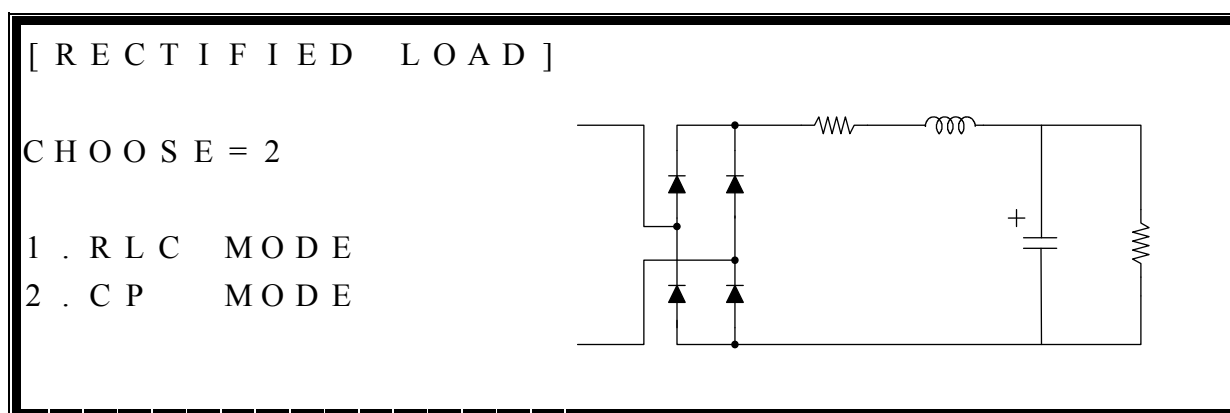 [RECTIFIED LOAD]
CHOOSE=2
+
1.RLC MODE
2.CP MODE